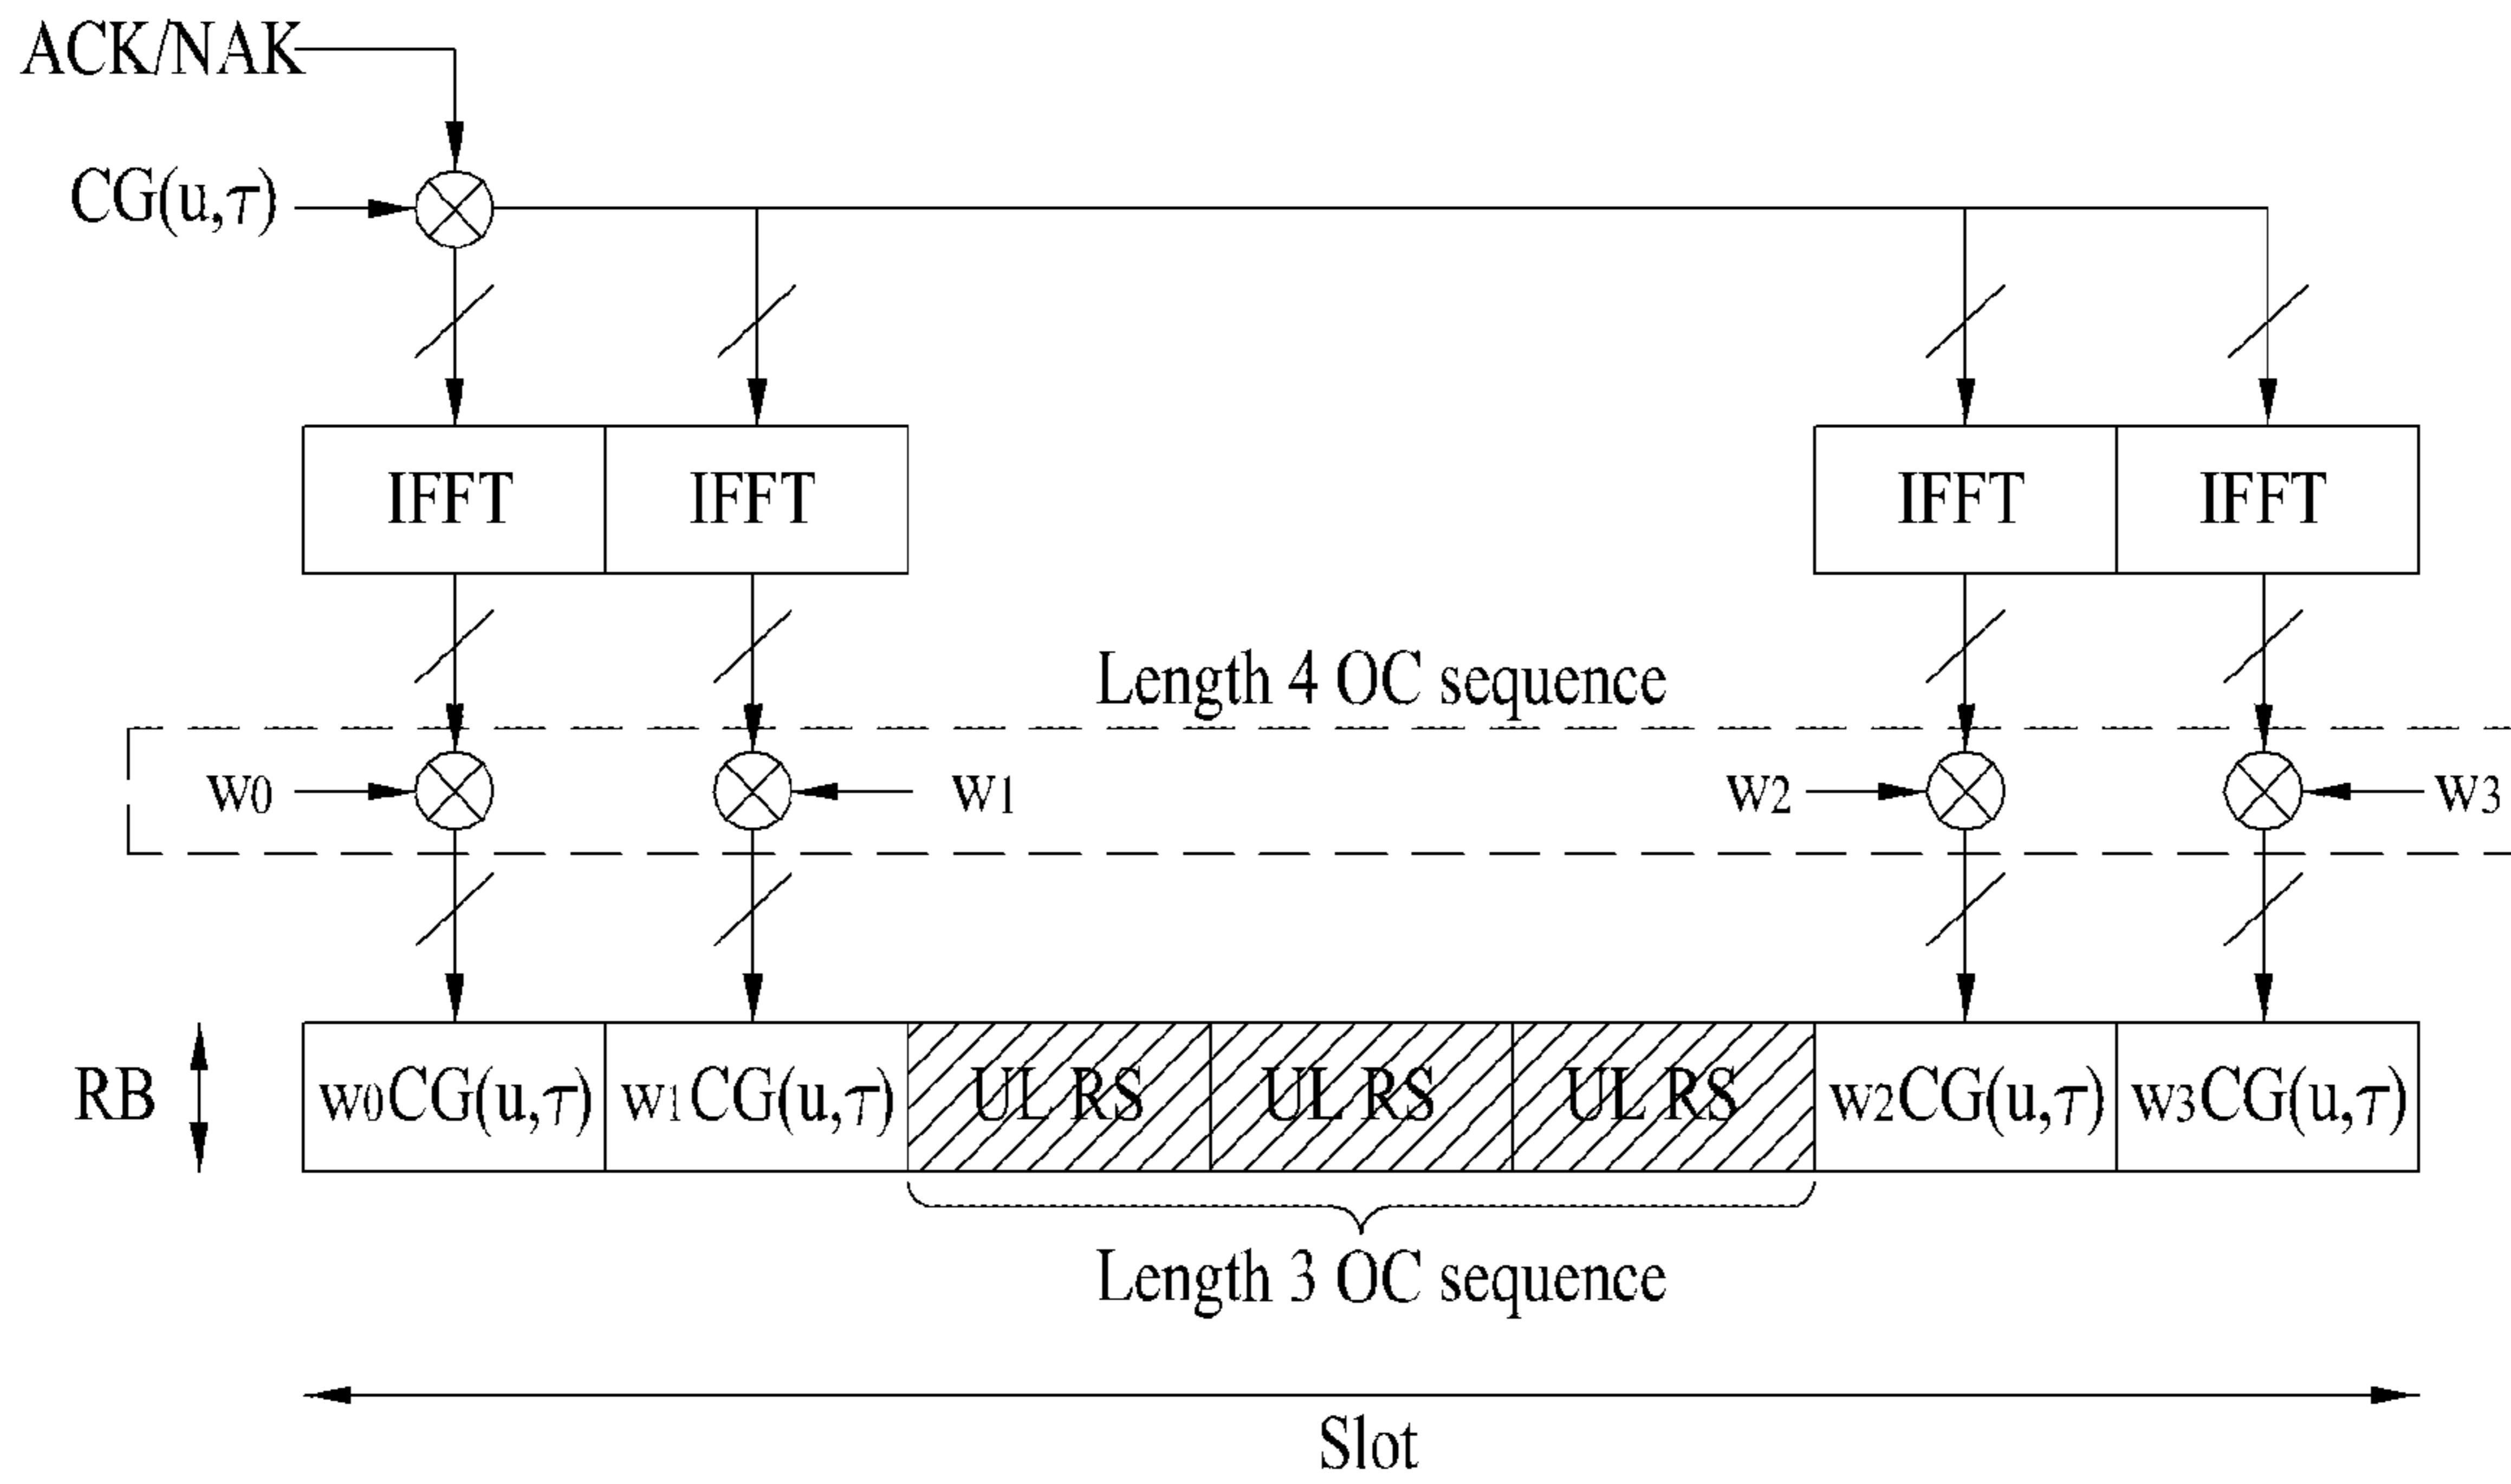 ACK/NAK
CG(u,τ)
IFFT IFFT IFFT IFFT
Length 4 OC sequence
w0 w1 w2 w3
RB w0CG(u,τ) w1CG(u,τ) UL RS UL RS UL RS w2CG(u,τ) w3CG(u,τ)
Length 3 OC sequence
Slot